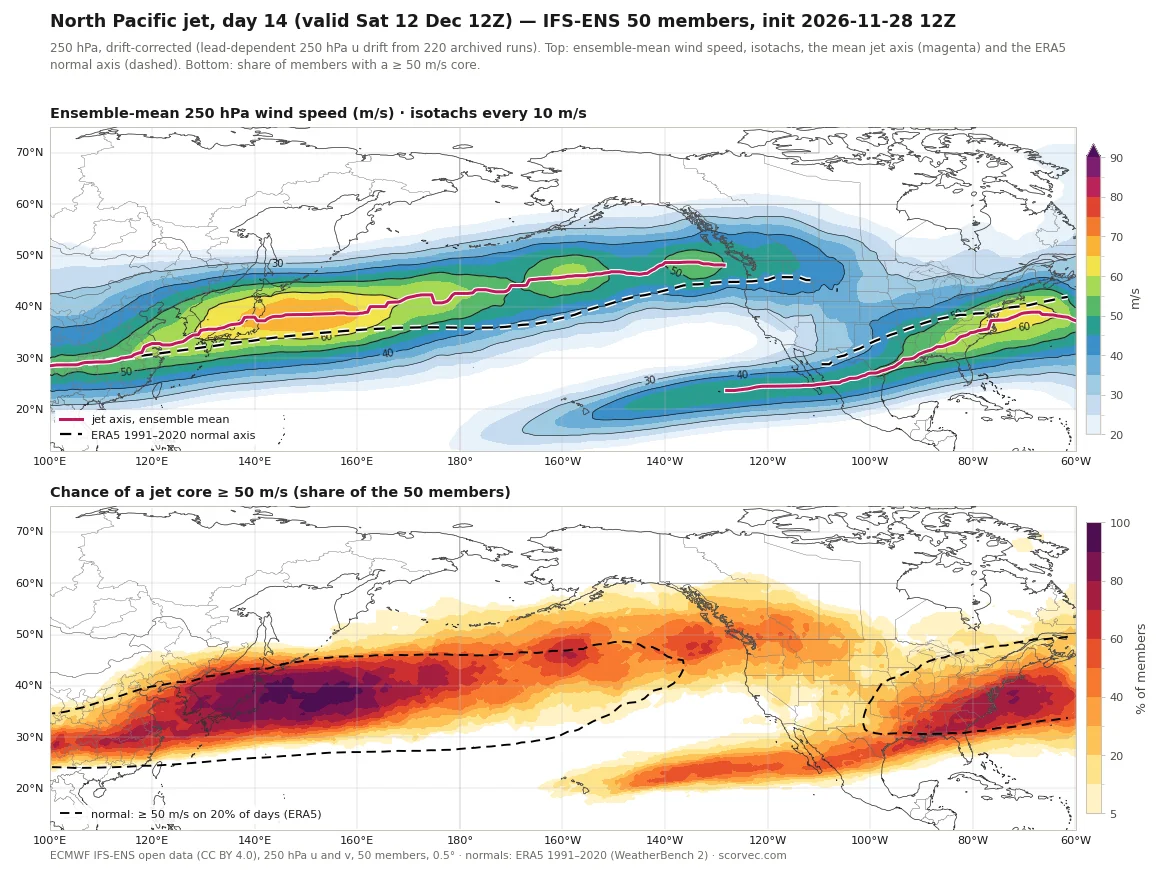 North Pacific jet, day 14 (valid Sat 12 Dec 12Z) — IFS-ENS 50 members, init 2026-11-28 12Z
250 hPa, drift-corrected (lead-dependent 250 hPa u drift from 220 archived runs). Top: ensemble-mean wind speed, isotachs, the mean jet axis (magenta) and the ERA5
normal axis (dashed). Bottom: share of members with a ≥ 50 m/s core.
Ensemble-mean 250 hPa wind speed (m/s) · isotachs every 10 m/s
70°N
60°N
50°N
40°N
30°N
20°N
30
50
60
40
30
40
50
60
jet axis, ensemble mean
ERA5 1991–2020 normal axis
100°E 120°E 140°E 160°E 180° 160°W 140°W 120°W 100°W 80°W 60°W
90
80
70
60
50
40
30
20
m/s
Chance of a jet core ≥ 50 m/s (share of the 50 members)
70°N
60°N
50°N
40°N
30°N
20°N
normal: ≥ 50 m/s on 20% of days (ERA5)
100°E 120°E 140°E 160°E 180° 160°W 140°W 120°W 100°W 80°W 60°W
100
80
60
40
20
5
% of members
ECMWF IFS-ENS open data (CC BY 4.0), 250 hPa u and v, 50 members, 0.5° · normals: ERA5 1991–2020 (WeatherBench 2) · scorvec.com